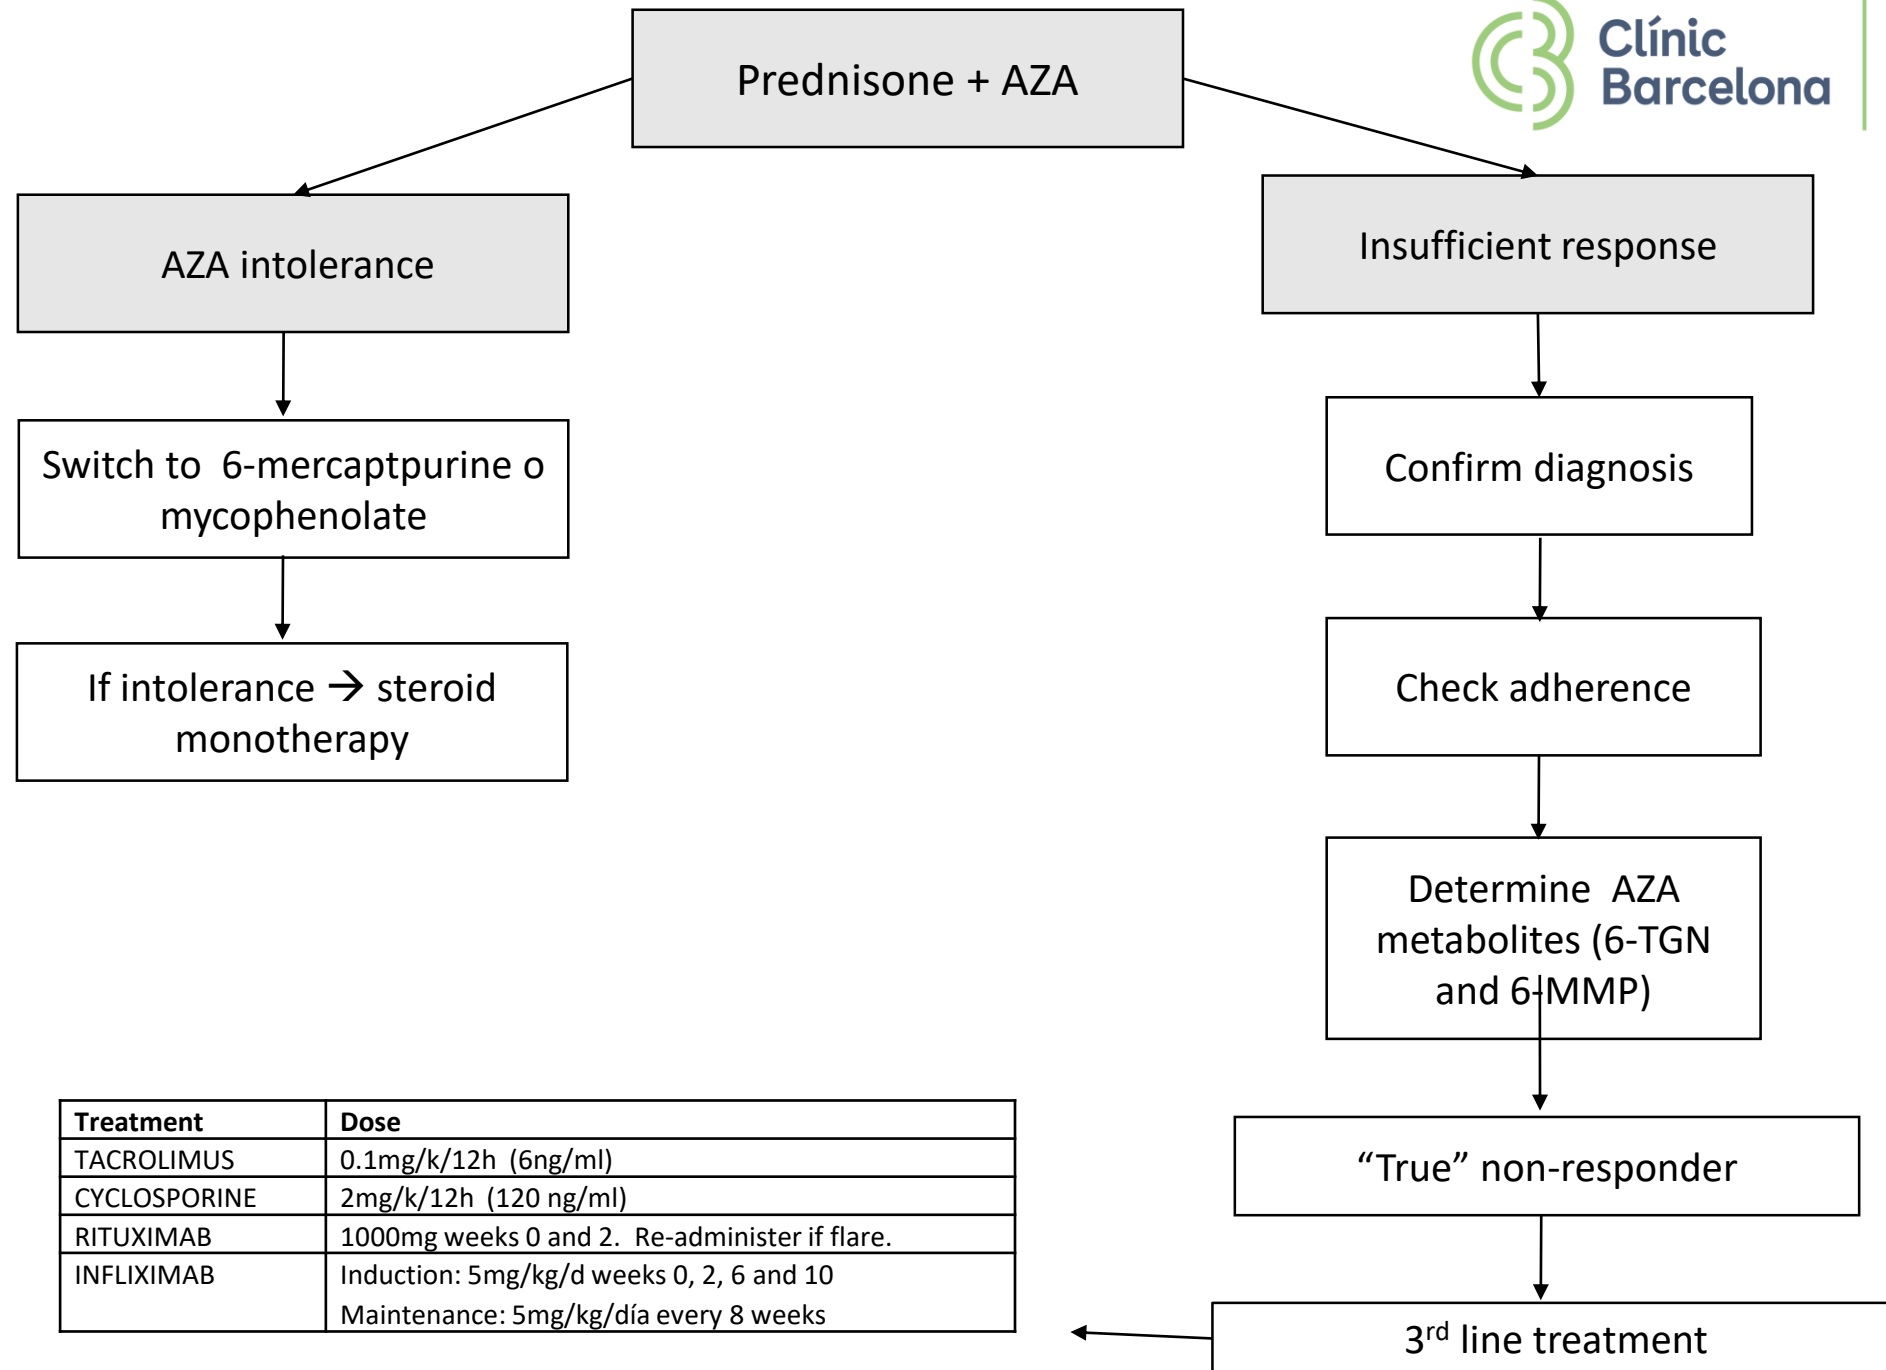 Clínic
Barcelona
Prednisone + AZA
AZA intolerance
Insufficient response
Switch to 6-mercaptpurine o
mycophenolate
Confirm diagnosis
If intolerance → steroid
monotherapy
Check adherence
Determine AZA
metabolites (6-TGN
and 6-MMP)
"True" non-responder
3rd line treatment
Treatment Dose
TACROLIMUS 0.1mg/k/12h (6ng/ml)
CYCLOSPORINE 2mg/k/12h (120 ng/ml)
RITUXIMAB 1000mg weeks 0 and 2. Re-administer if flare.
INFLIXIMAB Induction: 5mg/kg/d weeks 0, 2, 6 and 10
Maintenance: 5mg/kg/día every 8 weeks